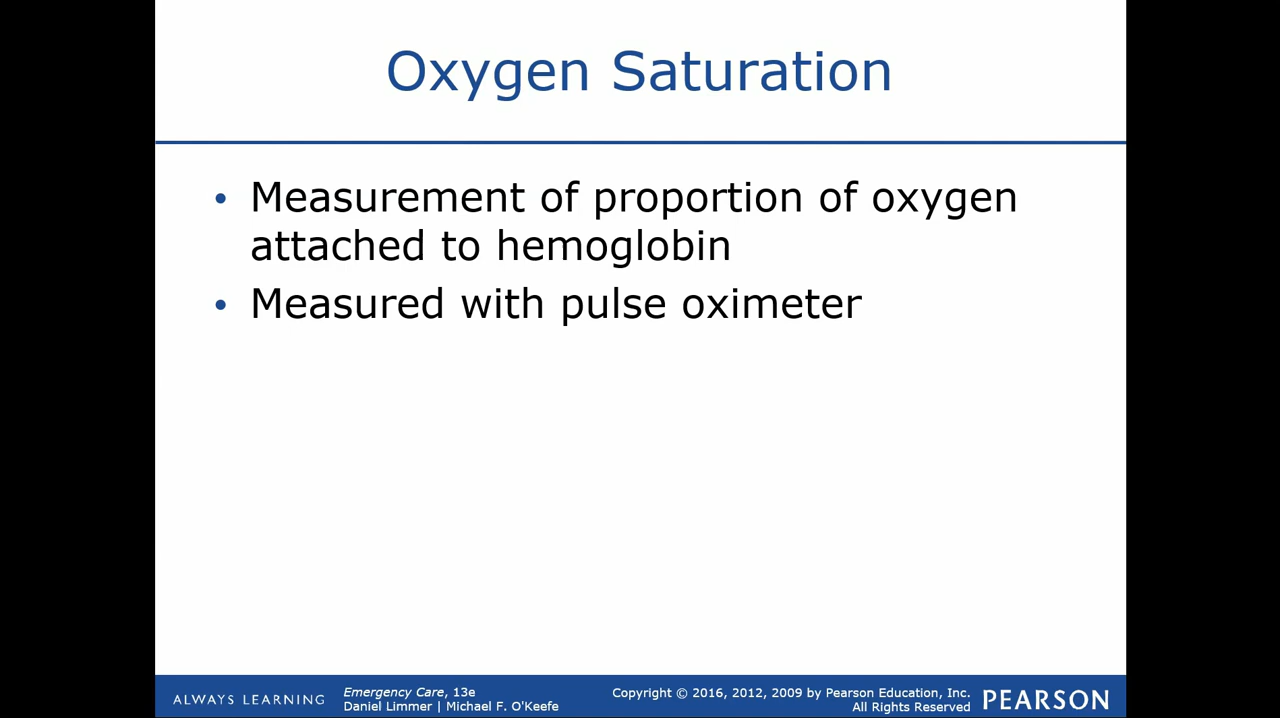 Oxygen Saturation
• Measurement of proportion of oxygen
attached to hemoglobin
• Measured with pulse oximeter
ALWAYS LEARNING
Emergency Care, 13e
Daniel Limmer | Michael F. O'Keefe
Copyright © 2016, 2012, 2009 by Pearson Education, Inc.
All Rights Reserved
PEARSON